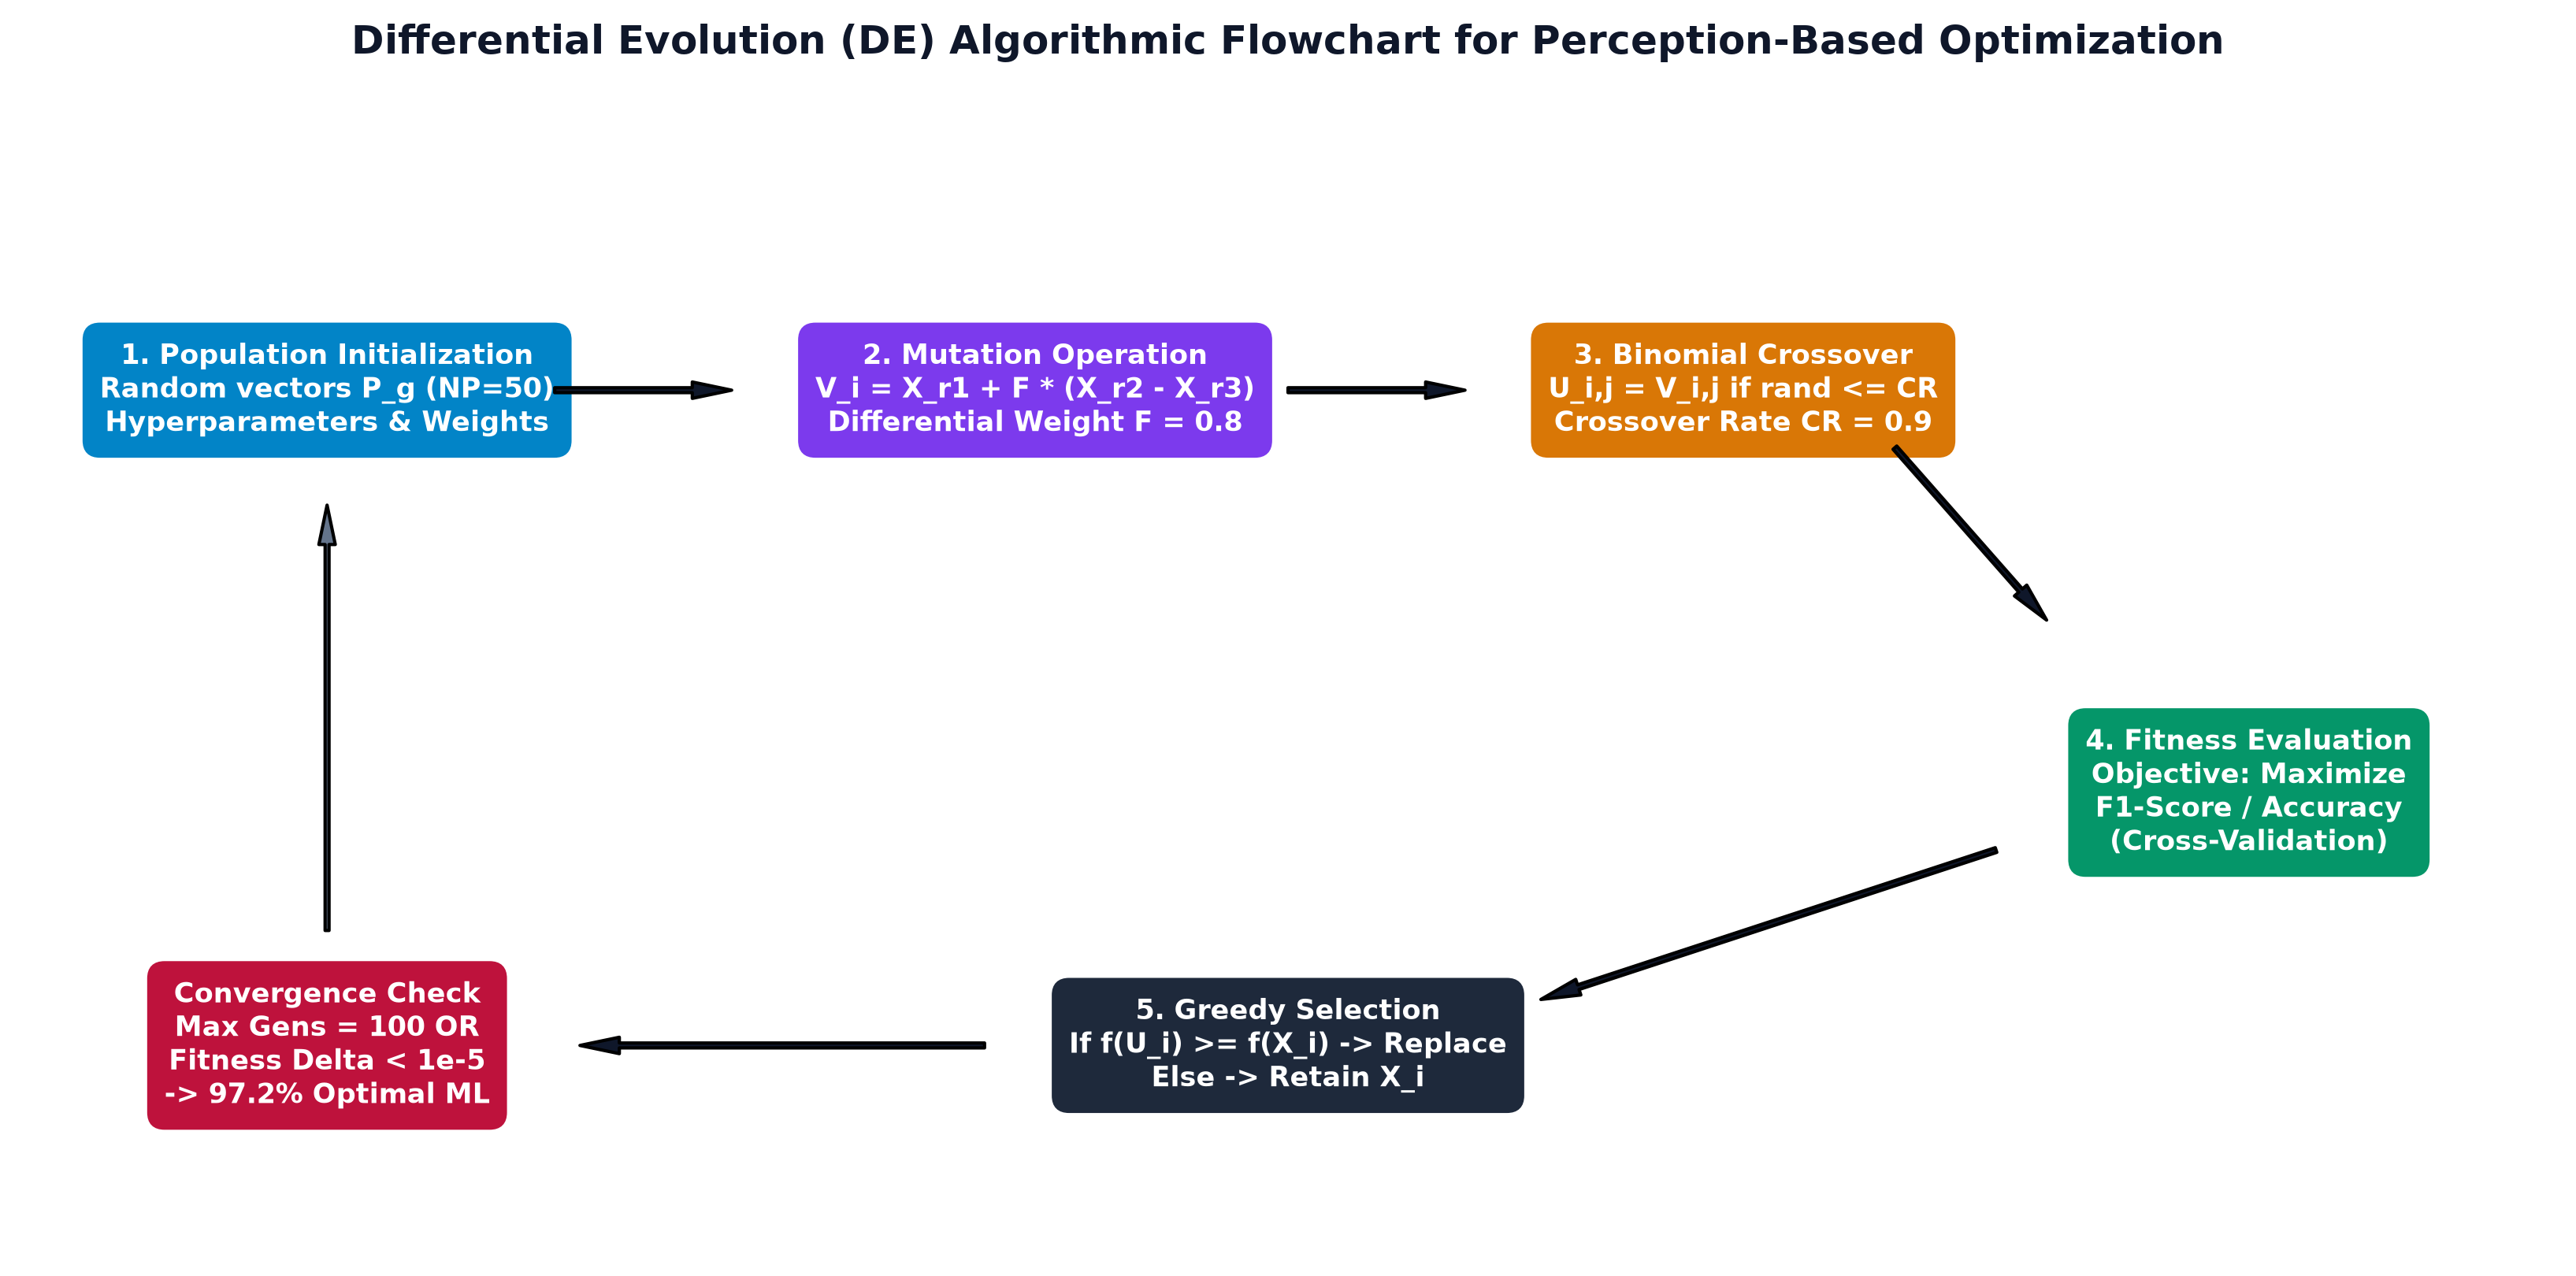 Differential Evolution (DE) Algorithmic Flowchart for Perception-Based Optimization
1. Population Initialization
Random vectors P_g (NP=50)
Hyperparameters & Weights
2. Mutation Operation
V_i = X_r1 + F * (X_r2 - X_r3)
Differential Weight F = 0.8
3. Binomial Crossover
U_i,j = V_i,j if rand <= CR
Crossover Rate CR = 0.9
4. Fitness Evaluation
Objective: Maximize
F1-Score / Accuracy
(Cross-Validation)
5. Greedy Selection
If f(U_i) >= f(X_i) -> Replace
Else -> Retain X_i
Convergence Check
Max Gens = 100 OR
Fitness Delta < 1e-5
-> 97.2% Optimal ML